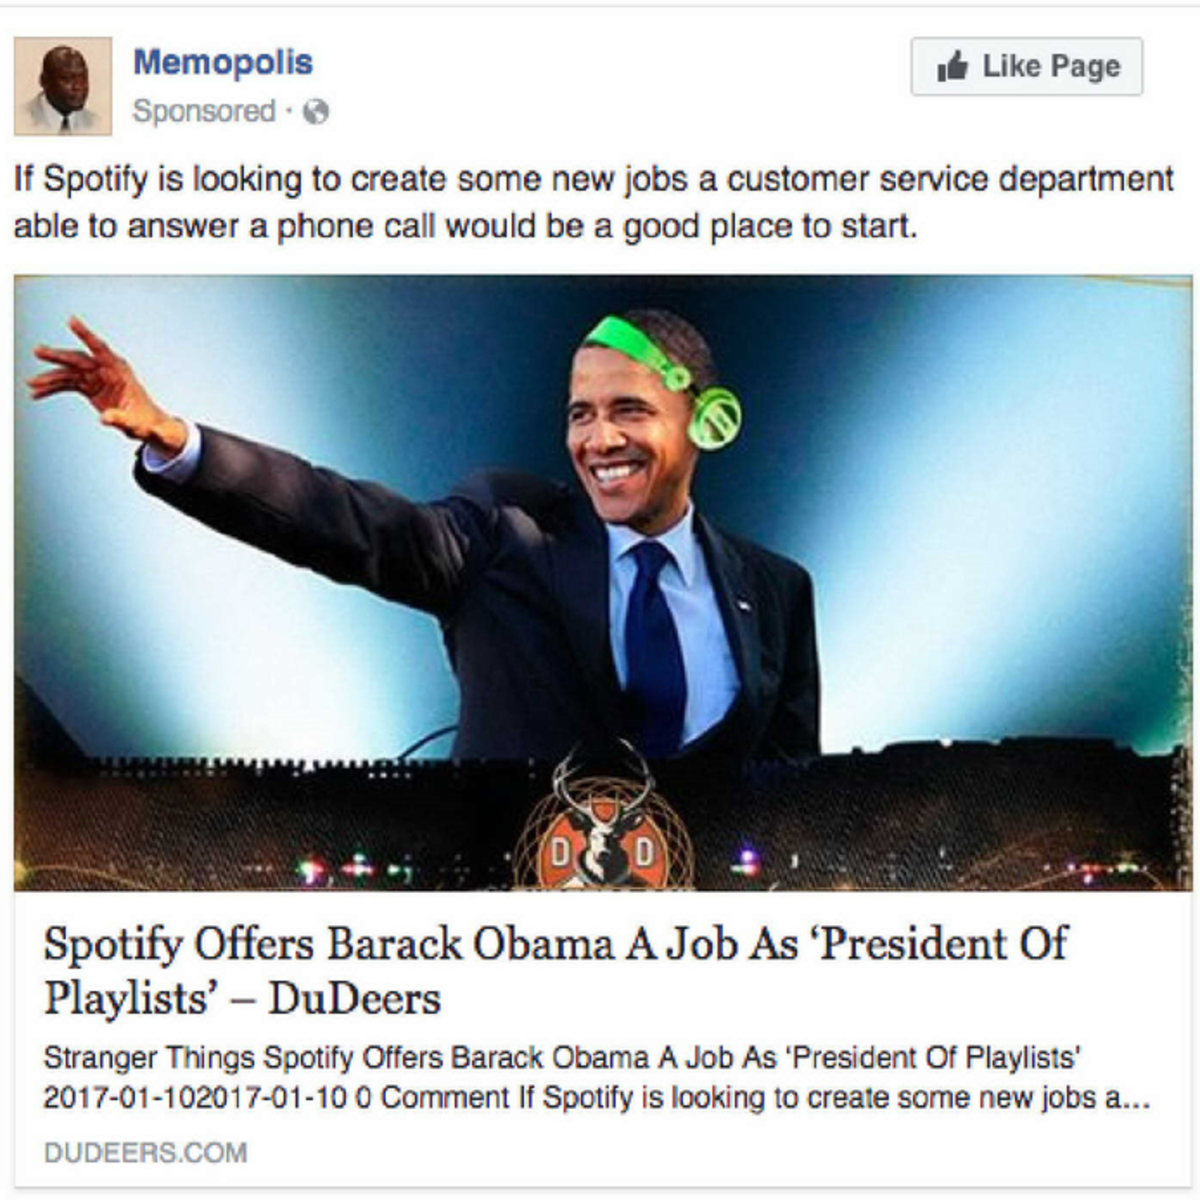 Memopolis
Like Page
Sponsored ·
If Spotify is looking to create some new jobs a customer service department
able to answer a phone call would be a good place to start.
D D
Spotify Offers Barack Obama A Job As ‘President Of
Playlists’ – DuDeers
Stranger Things Spotify Offers Barack Obama A Job As 'President Of Playlists'
2017-01-102017-01-10 0 Comment If Spotify is looking to create some new jobs a...
DUDEERS.COM